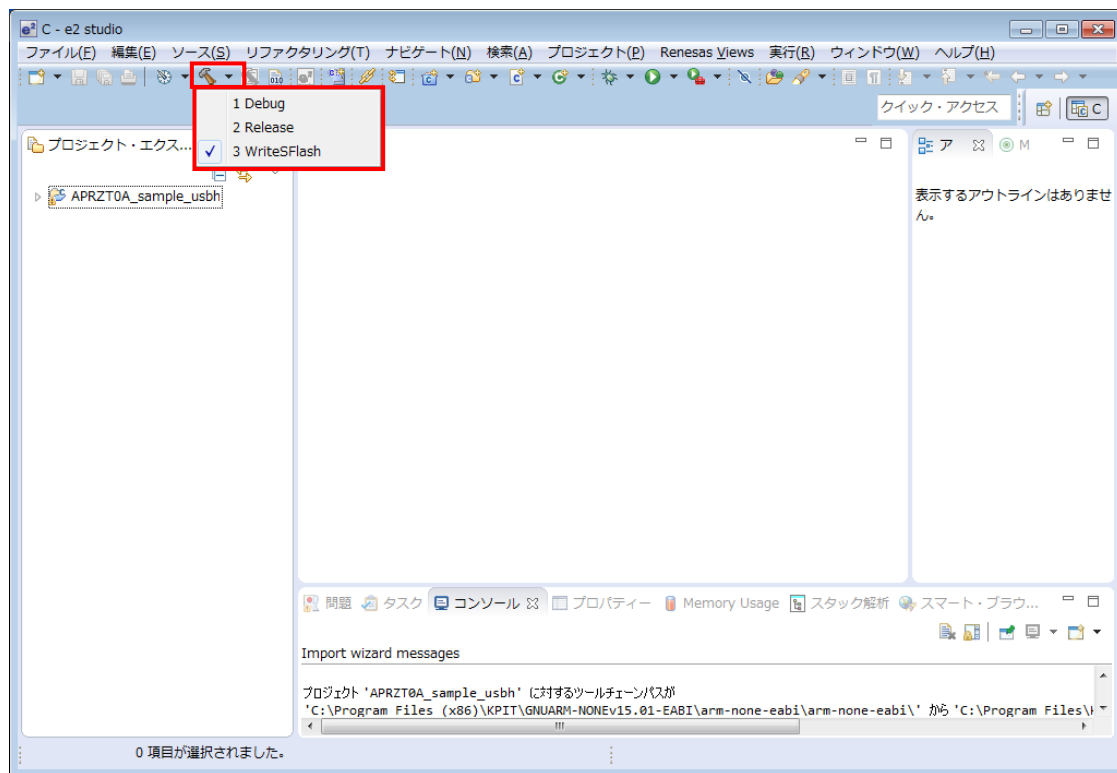 C - e2 studio
ファイル(F) 編集(E) ソース(S) リファクタリング(T) ナビゲート(N) 検索(A) プロジェクト(P) Renesas Views 実行(R) ウィンドウ(W) ヘルプ(H)
1 Debug
2 Release
3 WriteSFlash
クイック・アクセス
C
プロジェクト・エクス...
ア
M
APRZT0A_sample_usbh
表示するアウトラインはありませ
ん。
問題 タスク コンソール プロパティー Memory Usage スタック解析 スマート・ブラウ...
Import wizard messages
プロジェクト 'APRZT0A_sample_usbh' に対するツールチェーンパスが
'C:\Program Files (x86)\KPIT\GNUARM-NONEv15.01-EABI\arm-none-eabi\arm-none-eabi\' から 'C:\Program Files\
0 項目が選択されました。